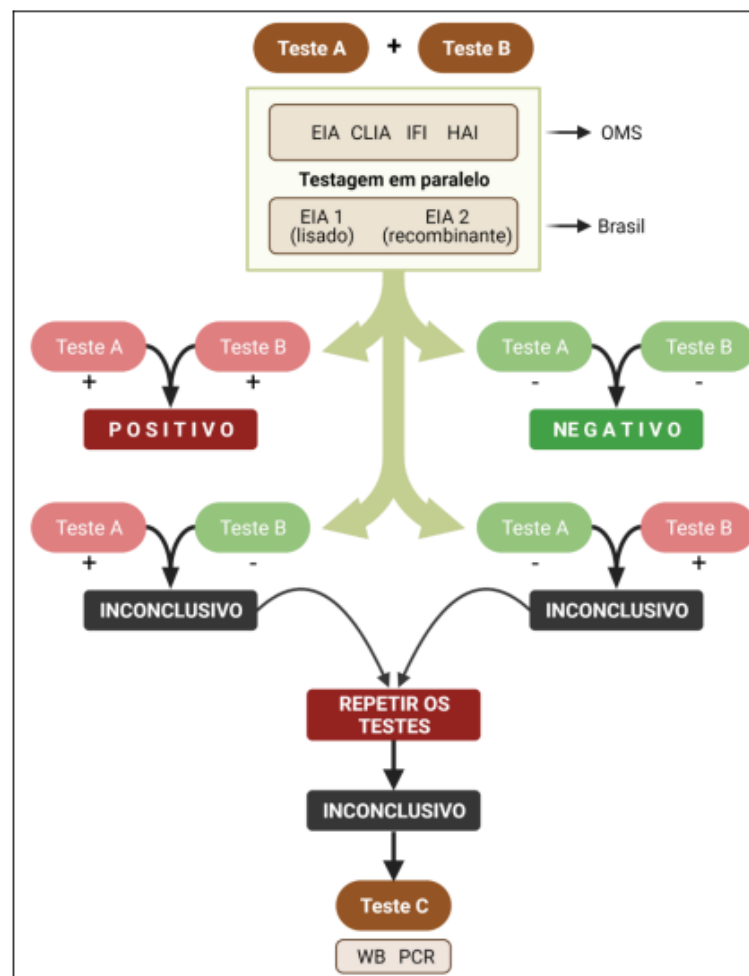 Teste A + Teste B
EIA CLIA IFI HAI
OMS
Testagem em paralelo
EIA 1
(lisado)
EIA 2
(recombinante)
Brasil
Teste A
Teste B
+
+
POSITIVO
Teste A
Teste B
-
-
NEGATIVO
Teste A
Teste B
+
-
INCONCLUSIVO
Teste A
Teste B
-
+
INCONCLUSIVO
REPETIR OS
TESTES
INCONCLUSIVO
Teste C
WB PCR